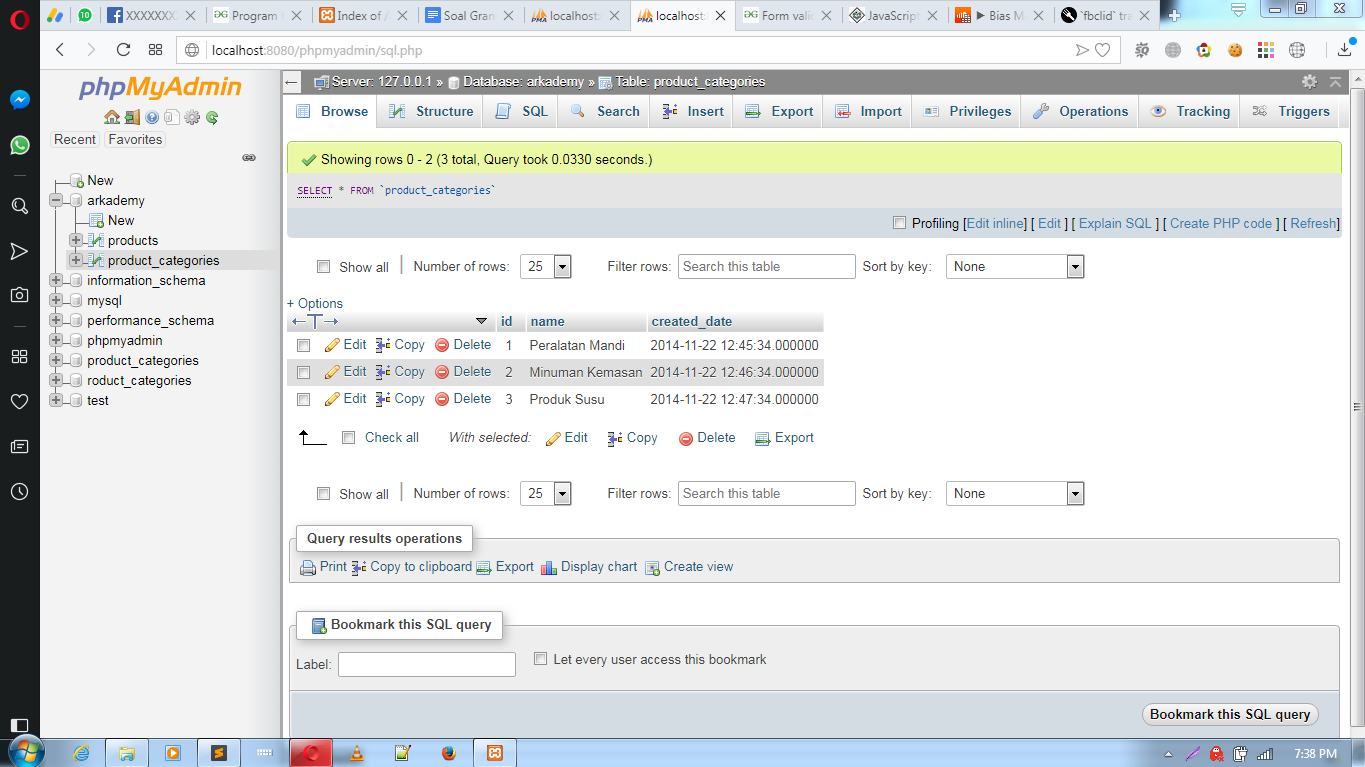 10
XXXXXXX
Program
Index of /
Soal Gran
localhost:
localhost:
Form vali
JavaScrip
Bias M
`fbclid` tra
localhost:8080/phpmyadmin/sql.php
phpMyAdmin
Recent Favorites
New
arkademy
New
products
product_categories
information_schema
mysql
performance_schema
phpmyadmin
product_categories
roduct_categories
test
Server: 127.0.0.1 » Database: arkademy » Table: product_categories
Browse Structure SQL Search Insert Export Import Privileges Operations Tracking Triggers
Showing rows 0 - 2 (3 total, Query took 0.0330 seconds.)
SELECT * FROM `product_categories`
Profiling [Edit inline] [ Edit ] [ Explain SQL ] [ Create PHP code ] [ Refresh]
Show all Number of rows: 25 Filter rows: Search this table Sort by key: None
+ Options
←T→ id name created_date
Edit Copy Delete 1 Peralatan Mandi 2014-11-22 12:45:34.000000
Edit Copy Delete 2 Minuman Kemasan 2014-11-22 12:46:34.000000
Edit Copy Delete 3 Produk Susu 2014-11-22 12:47:34.000000
Check all With selected: Edit Copy Delete Export
Show all Number of rows: 25 Filter rows: Search this table Sort by key: None
Query results operations
Print Copy to clipboard Export Display chart Create view
Bookmark this SQL query
Label: Let every user access this bookmark
Bookmark this SQL query
7:38 PM